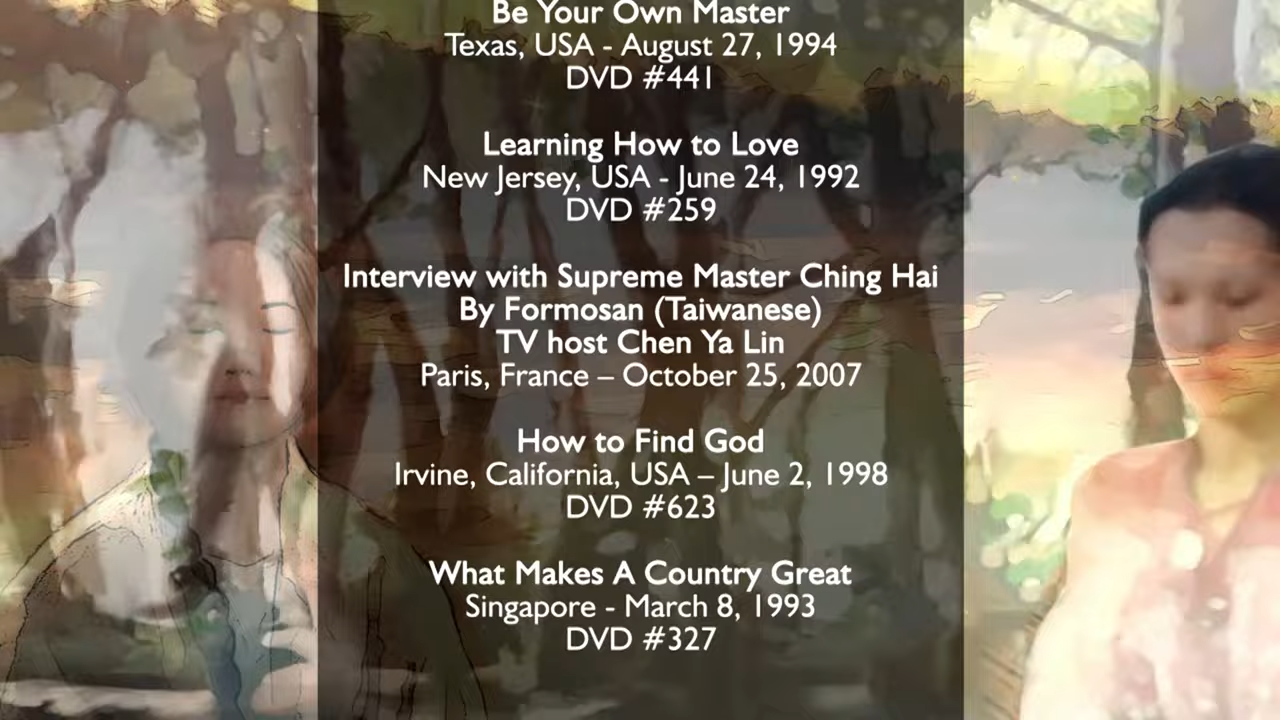 Be Your Own Master
Texas, USA - August 27, 1994
DVD #441
Learning How to Love
New Jersey, USA - June 24, 1992
DVD #259
Interview with Supreme Master Ching Hai
By Formosan (Taiwanese)
TV host Chen Ya Lin
Paris, France – October 25, 2007
How to Find God
Irvine, California, USA – June 2, 1998
DVD #623
What Makes A Country Great
Singapore - March 8, 1993
DVD #327